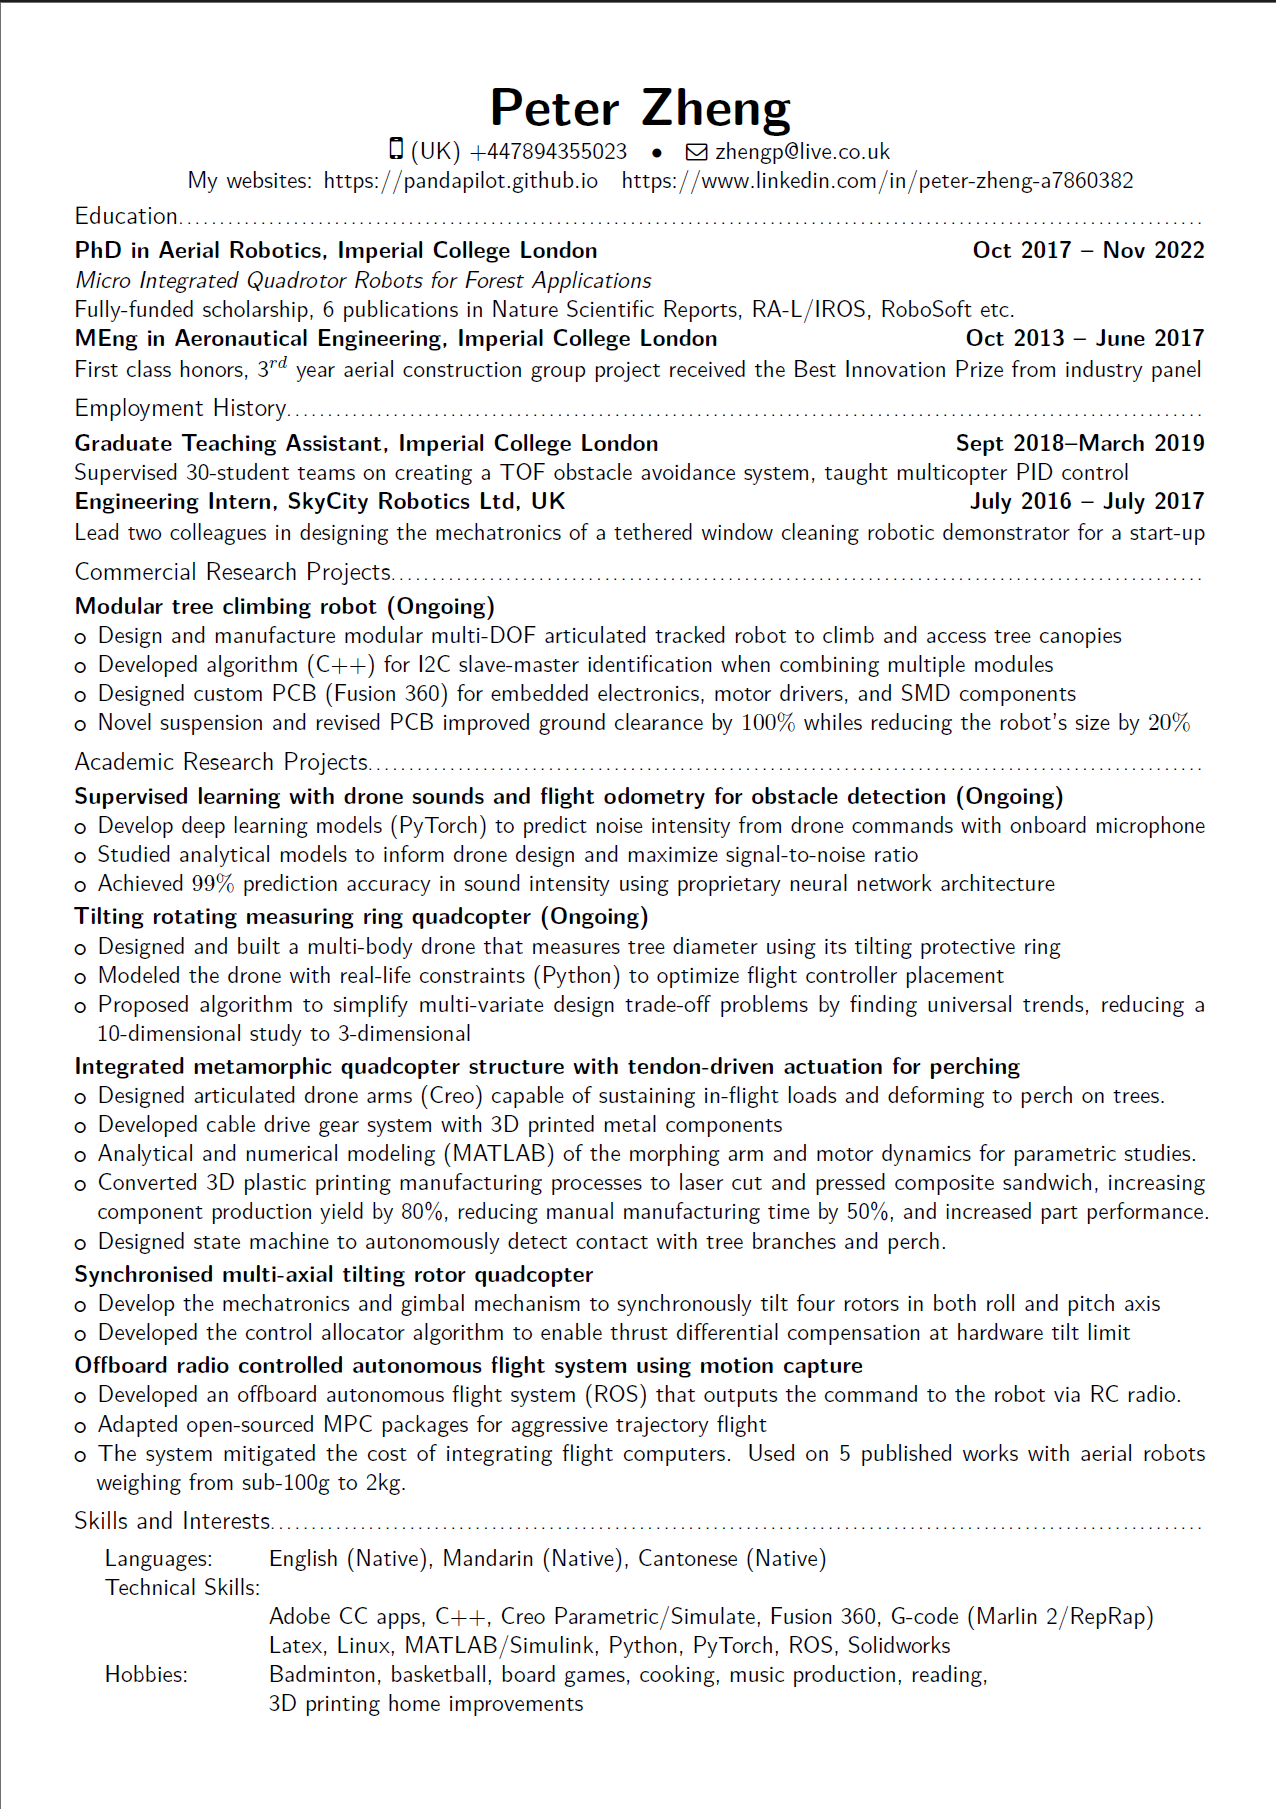 Peter Zheng
(UK) +447894355023 • zhengp@live.co.uk
My websites: https://pandapilot.github.io https://www.linkedin.com/in/peter-zheng-a7860382
Education
PhD in Aerial Robotics, Imperial College London Oct 2017 – Nov 2022
Micro Integrated Quadrotor Robots for Forest Applications
Fully-funded scholarship, 6 publications in Nature Scientific Reports, RA-L/IROS, RoboSoft etc.
MEng in Aeronautical Engineering, Imperial College London Oct 2013 – June 2017
First class honors, 3rd year aerial construction group project received the Best Innovation Prize from industry panel
Employment History
Graduate Teaching Assistant, Imperial College London Sept 2018–March 2019
Supervised 30-student teams on creating a TOF obstacle avoidance system, taught multicopter PID control
Engineering Intern, SkyCity Robotics Ltd, UK July 2016 – July 2017
Lead two colleagues in designing the mechatronics of a tethered window cleaning robotic demonstrator for a start-up
Commercial Research Projects
Modular tree climbing robot (Ongoing)
Design and manufacture modular multi-DOF articulated tracked robot to climb and access tree canopies
Developed algorithm (C++) for I2C slave-master identification when combining multiple modules
Designed custom PCB (Fusion 360) for embedded electronics, motor drivers, and SMD components
Novel suspension and revised PCB improved ground clearance by 100% whiles reducing the robot's size by 20%
Academic Research Projects
Supervised learning with drone sounds and flight odometry for obstacle detection (Ongoing)
Develop deep learning models (PyTorch) to predict noise intensity from drone commands with onboard microphone
Studied analytical models to inform drone design and maximize signal-to-noise ratio
Achieved 99% prediction accuracy in sound intensity using proprietary neural network architecture
Tilting rotating measuring ring quadcopter (Ongoing)
Designed and built a multi-body drone that measures tree diameter using its tilting protective ring
Modeled the drone with real-life constraints (Python) to optimize flight controller placement
Proposed algorithm to simplify multi-variate design trade-off problems by finding universal trends, reducing a
10-dimensional study to 3-dimensional
Integrated metamorphic quadcopter structure with tendon-driven actuation for perching
Designed articulated drone arms (Creo) capable of sustaining in-flight loads and deforming to perch on trees.
Developed cable drive gear system with 3D printed metal components
Analytical and numerical modeling (MATLAB) of the morphing arm and motor dynamics for parametric studies.
Converted 3D plastic printing manufacturing processes to laser cut and pressed composite sandwich, increasing
component production yield by 80%, reducing manual manufacturing time by 50%, and increased part performance.
Designed state machine to autonomously detect contact with tree branches and perch.
Synchronised multi-axial tilting rotor quadcopter
Develop the mechatronics and gimbal mechanism to synchronously tilt four rotors in both roll and pitch axis
Developed the control allocator algorithm to enable thrust differential compensation at hardware tilt limit
Offboard radio controlled autonomous flight system using motion capture
Developed an offboard autonomous flight system (ROS) that outputs the command to the robot via RC radio.
Adapted open-sourced MPC packages for aggressive trajectory flight
The system mitigated the cost of integrating flight computers. Used on 5 published works with aerial robots
weighing from sub-100g to 2kg.
Skills and Interests
Languages: English (Native), Mandarin (Native), Cantonese (Native)
Technical Skills:
Adobe CC apps, C++, Creo Parametric/Simulate, Fusion 360, G-code (Marlin 2/RepRap)
Latex, Linux, MATLAB/Simulink, Python, PyTorch, ROS, Solidworks
Hobbies: Badminton, basketball, board games, cooking, music production, reading,
3D printing home improvements